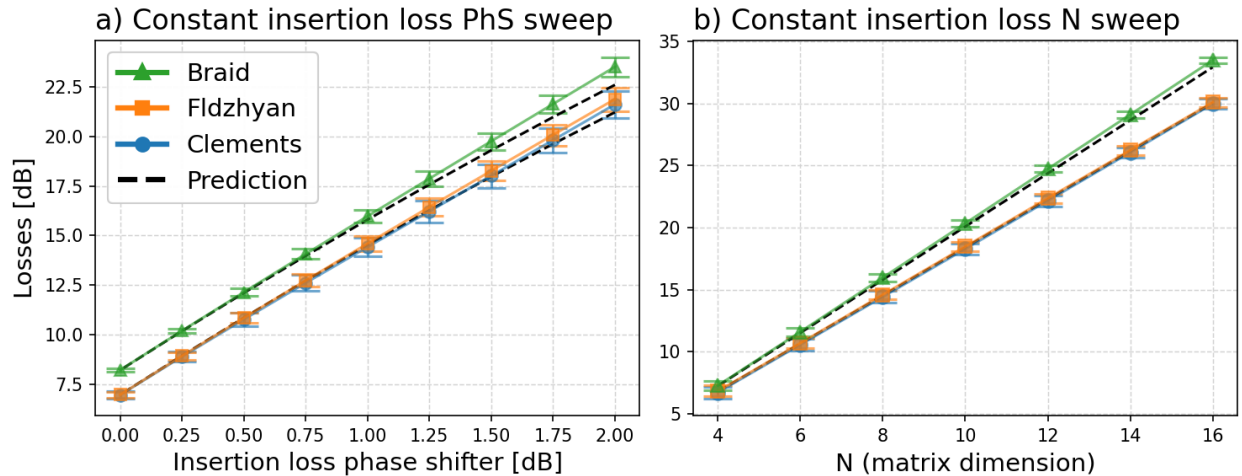 a) Constant insertion loss PhS sweep
Braid
Fldzhyan
Clements
Prediction
Losses [dB]
22.5
20.0
17.5
15.0
12.5
10.0
7.5
0.00 0.25 0.50 0.75 1.00 1.25 1.50 1.75 2.00
Insertion loss phase shifter [dB]
b) Constant insertion loss N sweep
35
30
25
20
15
10
5
4 6 8 10 12 14 16
N (matrix dimension)